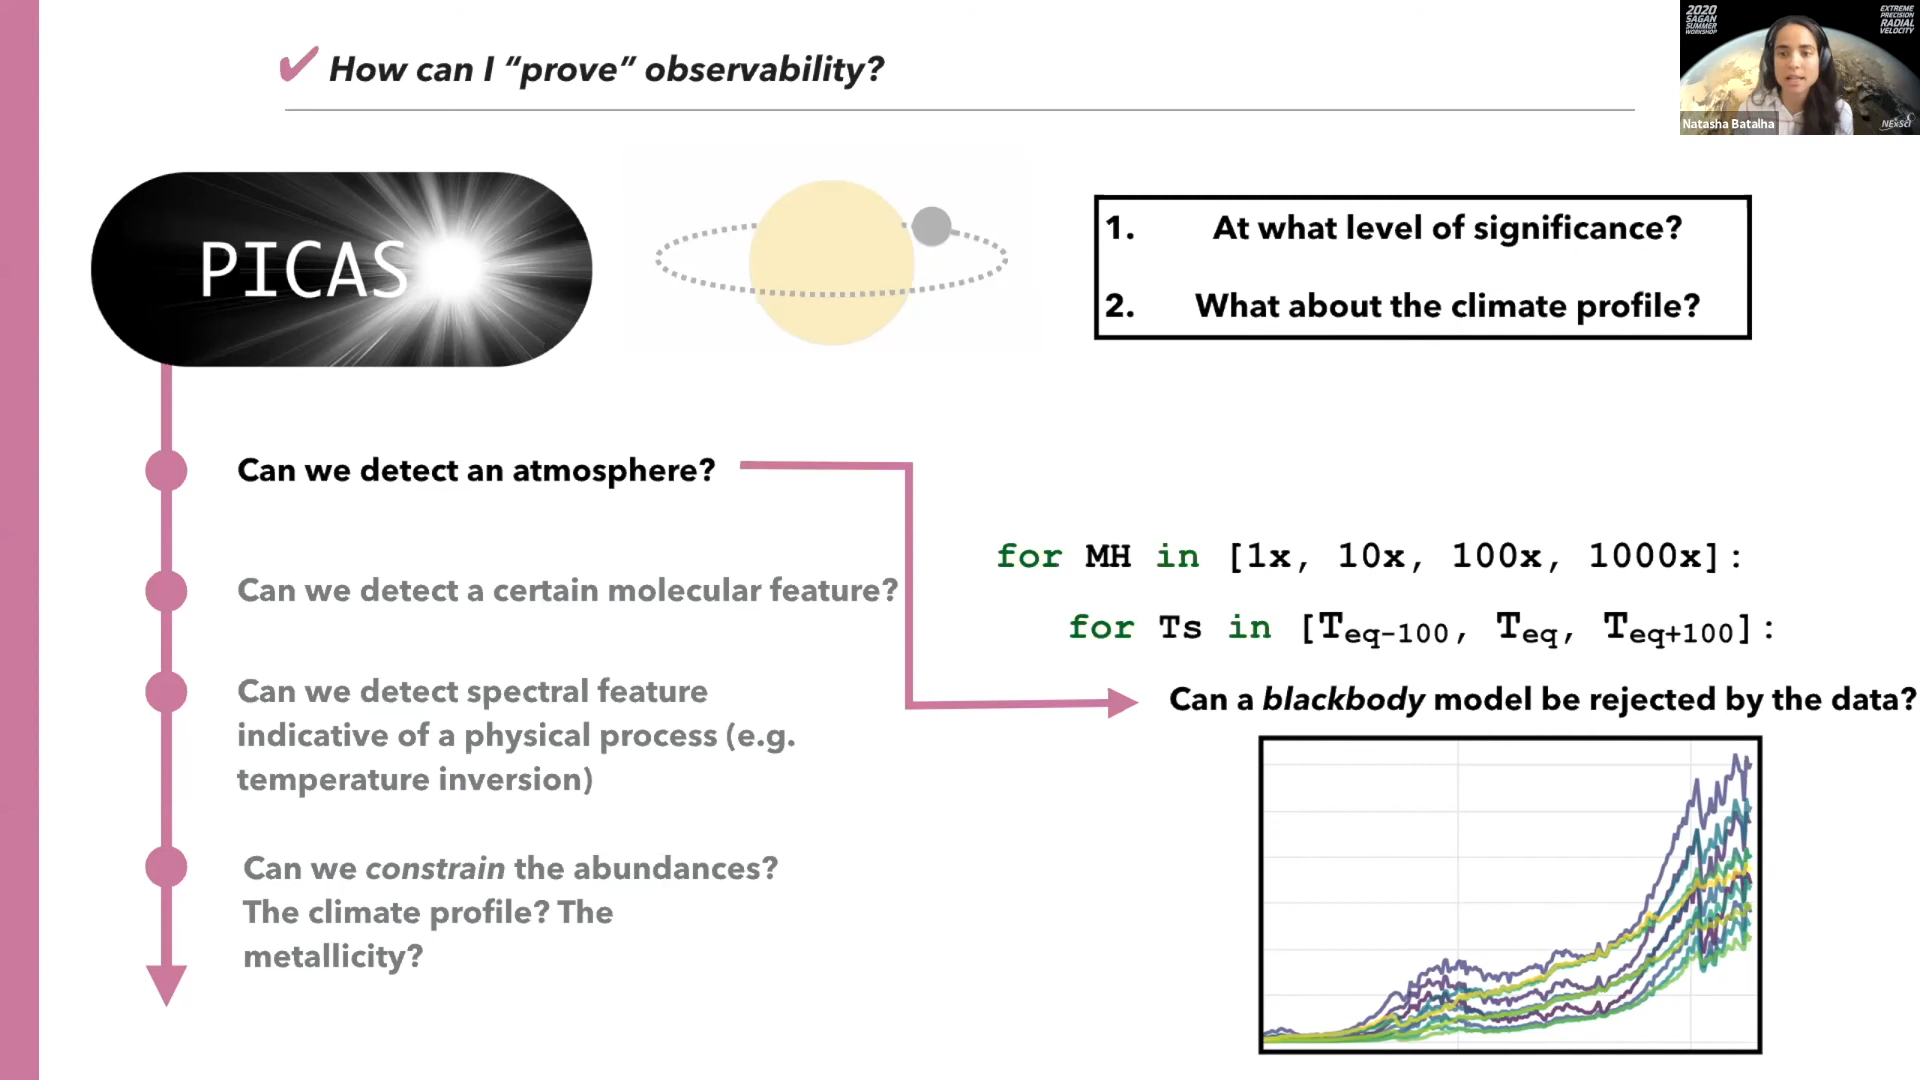 ✔ How can I “prove” observability?
2020
SAGAN
SUMMER
WORKSHOP
EXTREME
PRECISION
RADIAL
VELOCITY
Natasha Batalha
NExScI
PICAS
1. At what level of significance?
2. What about the climate profile?
Can we detect an atmosphere?
Can we detect a certain molecular feature?
Can we detect spectral feature
indicative of a physical process (e.g.
temperature inversion)
Can we constrain the abundances?
The climate profile? The
metallicity?
for MH in [1x, 10x, 100x, 1000x]:
for Ts in [Teq-100, Teq, Teq+100]:
Can a blackbody model be rejected by the data?